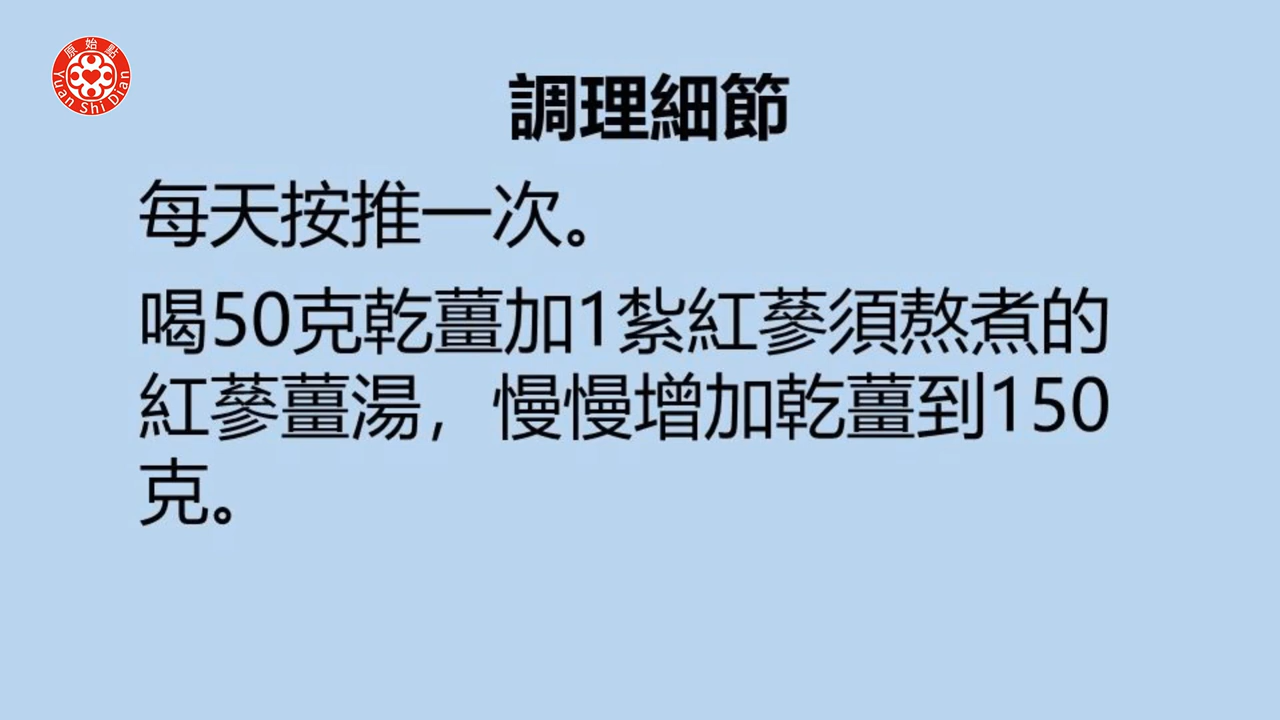 原始點
Yuan Shi Dian
調理細節
每天按推一次。
喝50克乾薑加1紮紅蔘須熬煮的
紅蔘薑湯，慢慢增加乾薑到150
克。